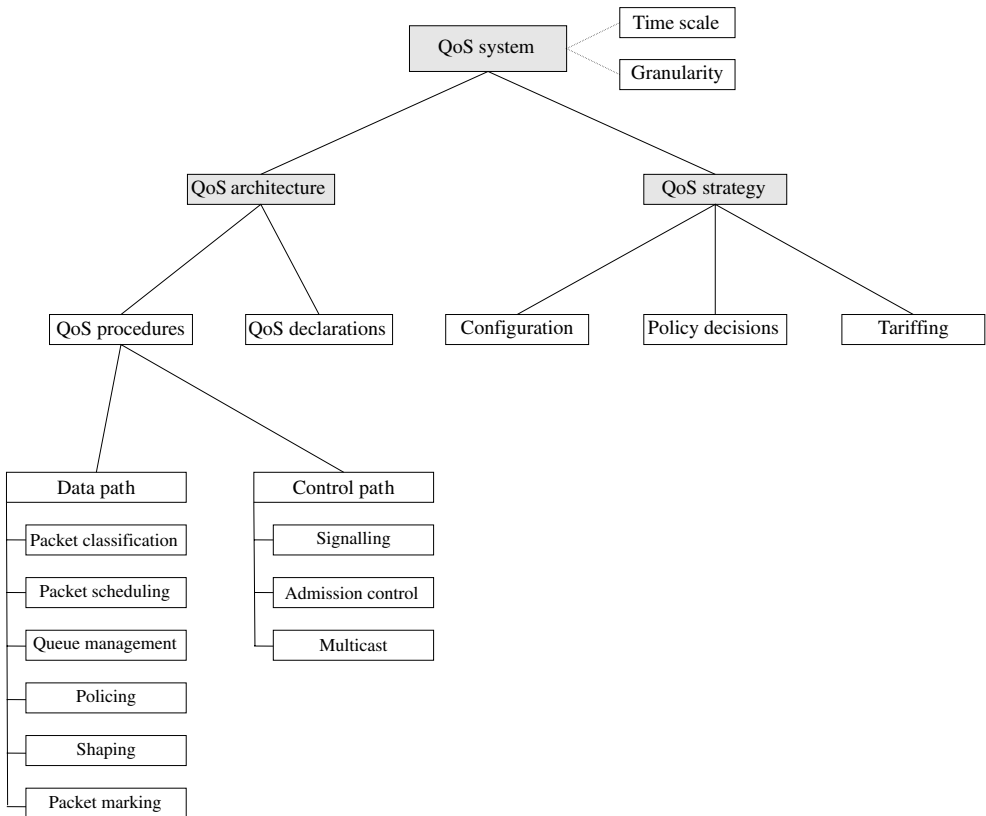 Time scale
QoS system
Granularity
QoS architecture
QoS strategy
QoS procedures
QoS declarations
Configuration
Policy decisions
Tariffing
Data path
Control path
Packet classification
Signalling
Packet scheduling
Admission control
Queue management
Multicast
Policing
Shaping
Packet marking